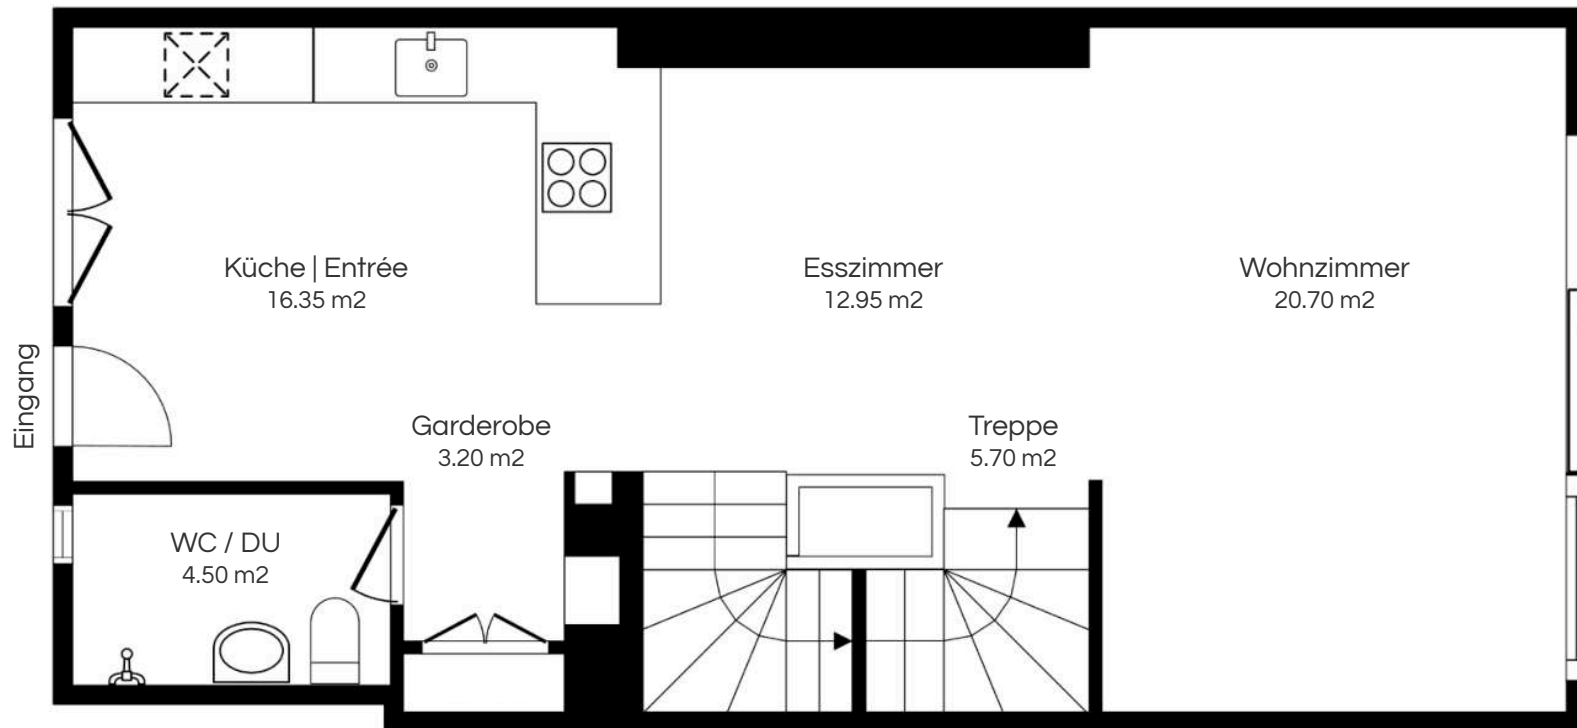 Küche | Entrée
16.35 m2
Esszimmer
12.95 m2
Wohnzimmer
20.70 m2
Eingang
Garderobe
3.20 m2
Treppe
5.70 m2
WC / DU
4.50 m2